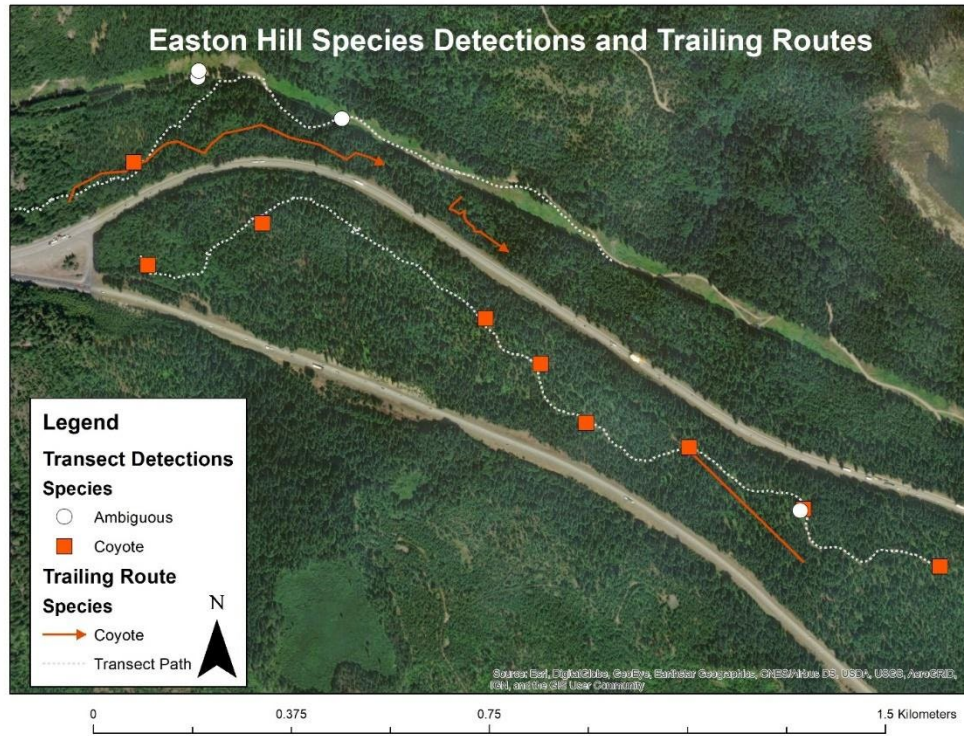 Easton Hill Species Detections and Trailing Routes
Legend
Transect Detections
Species
Ambiguous
Coyote
Trailing Route
Species
Coyote
Transect Path
N
Source: Esri, DigitalGlobe, GeoEye, Earthstar Geographics, CNES/Airbus DS, USDA, USGS, AeroGRID,
IGN, and the GIS User Community
0 0.375 0.75 1.5 Kilometers